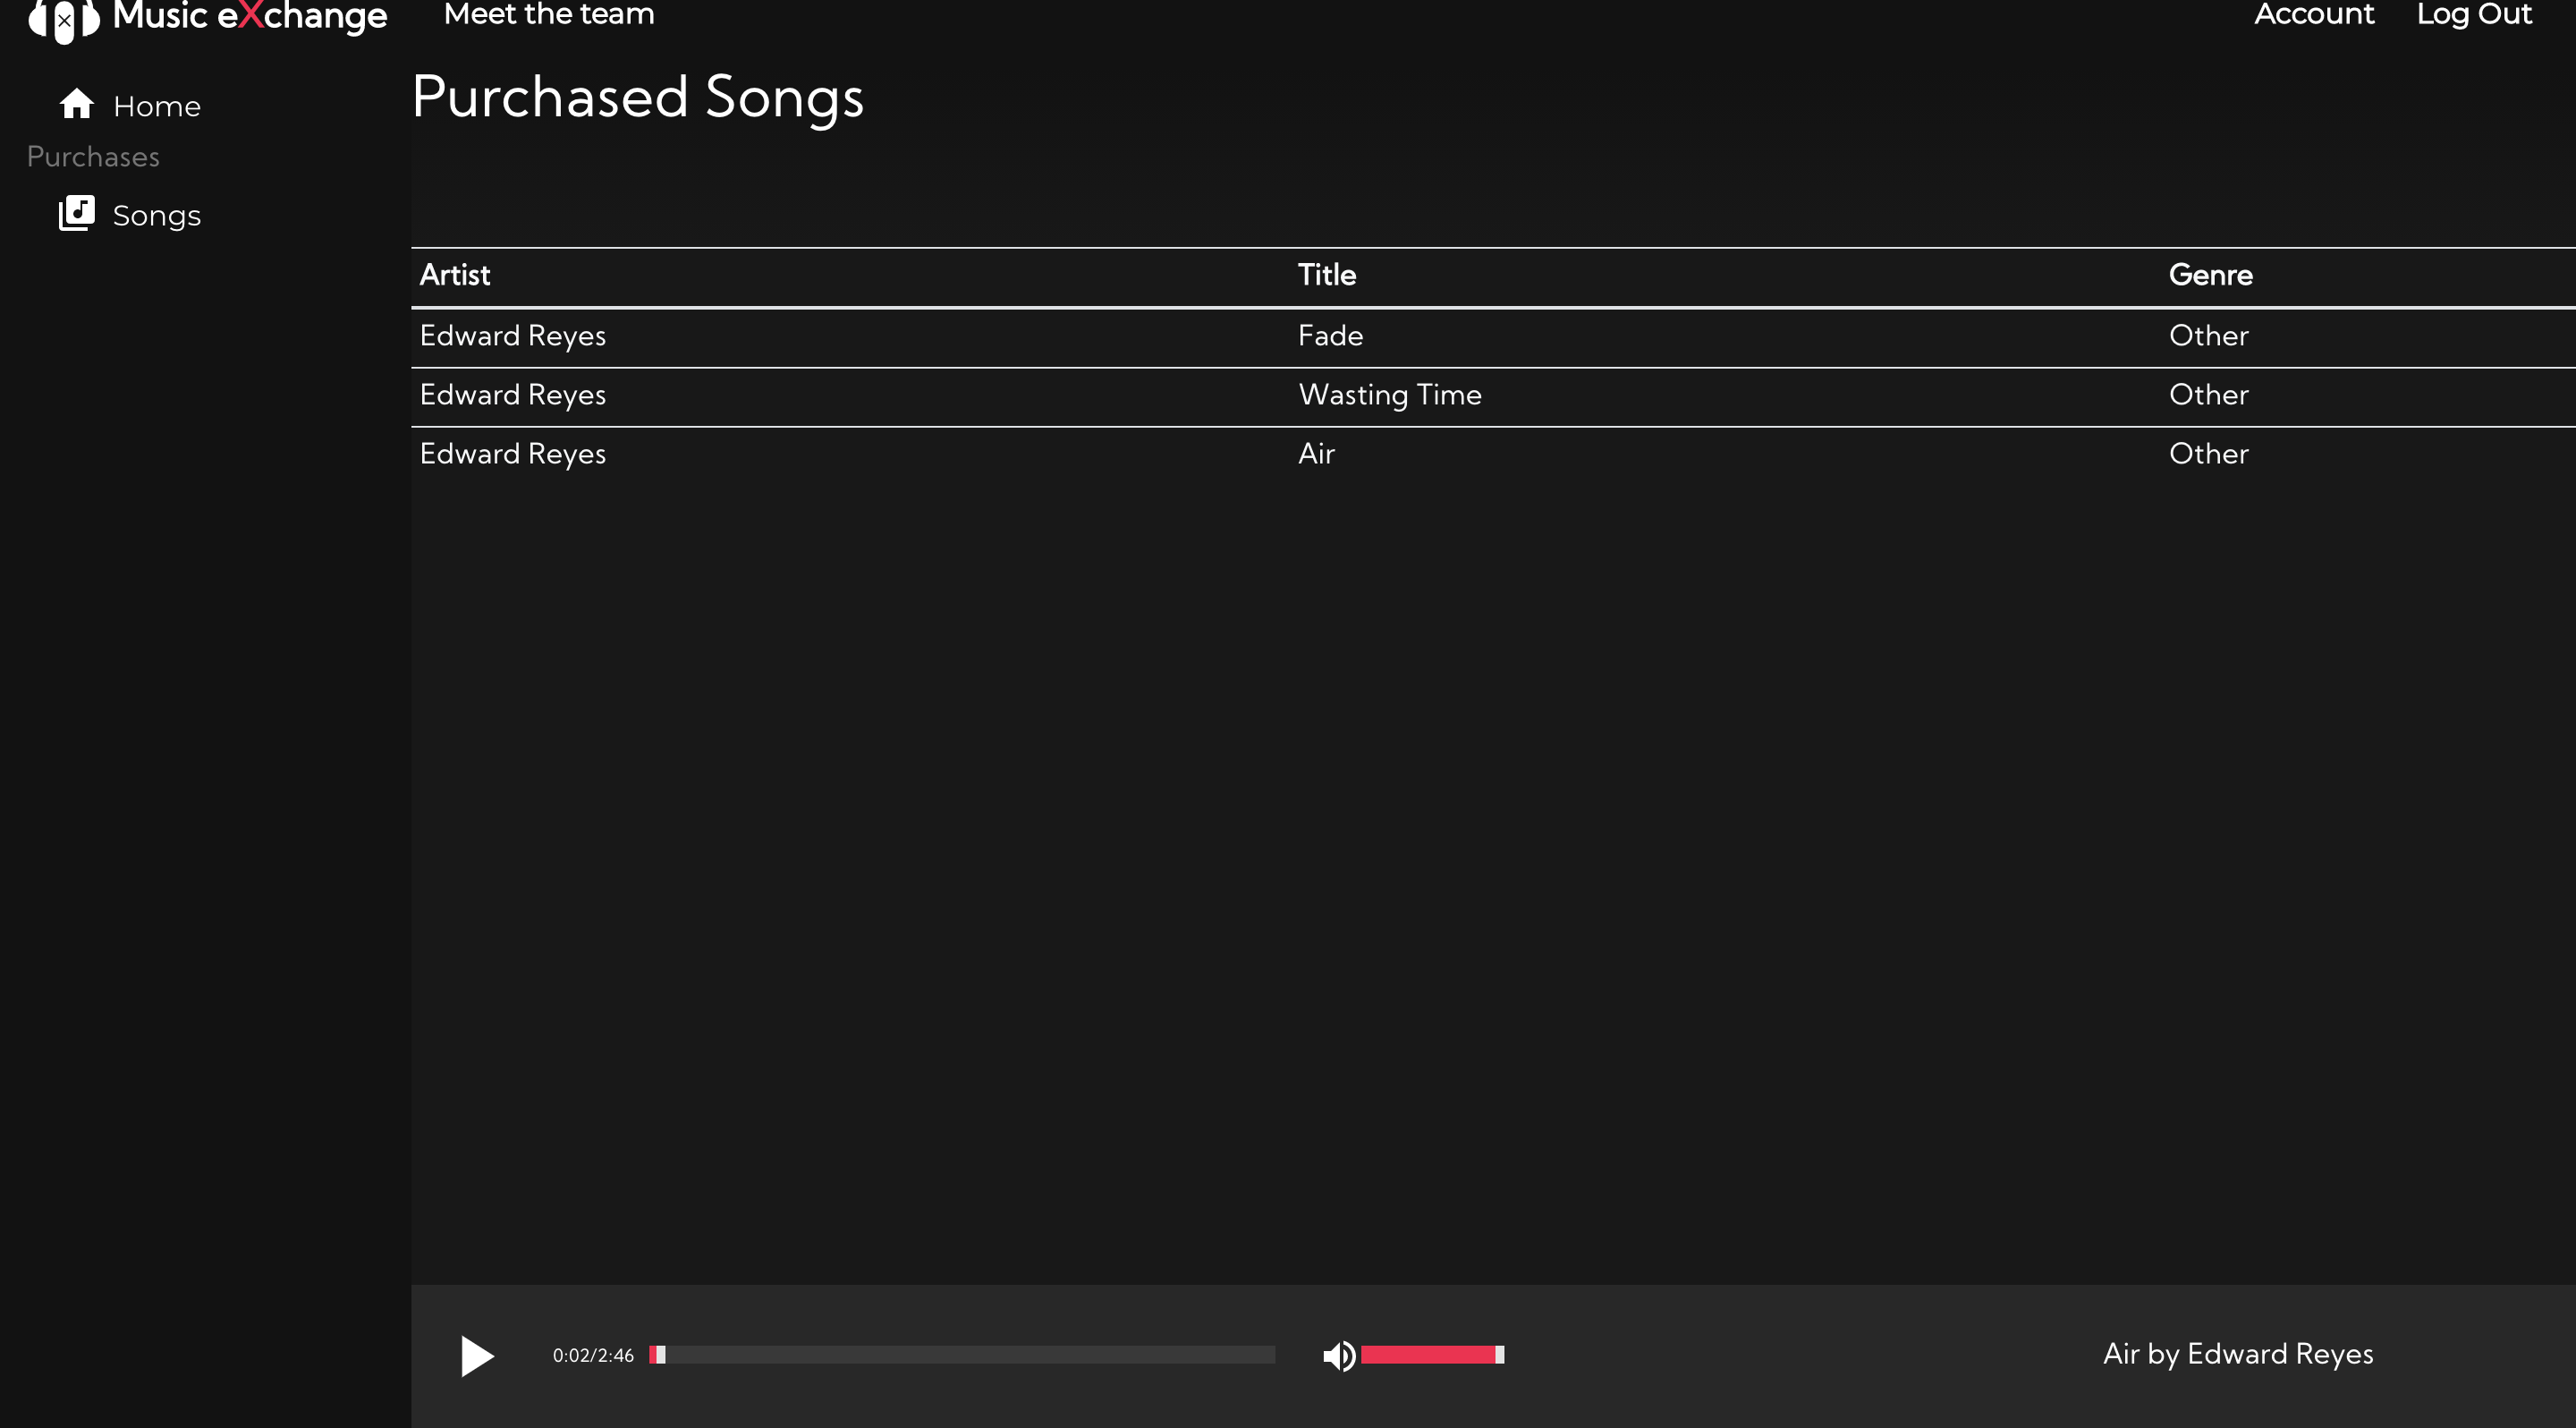 Music eXchange
Meet the team
Account
Log Out
Home
Purchases
Songs
Purchased Songs
Artist Title Genre
Edward Reyes Fade Other
Edward Reyes Wasting Time Other
Edward Reyes Air Other
0:02/2:46
Air by Edward Reyes